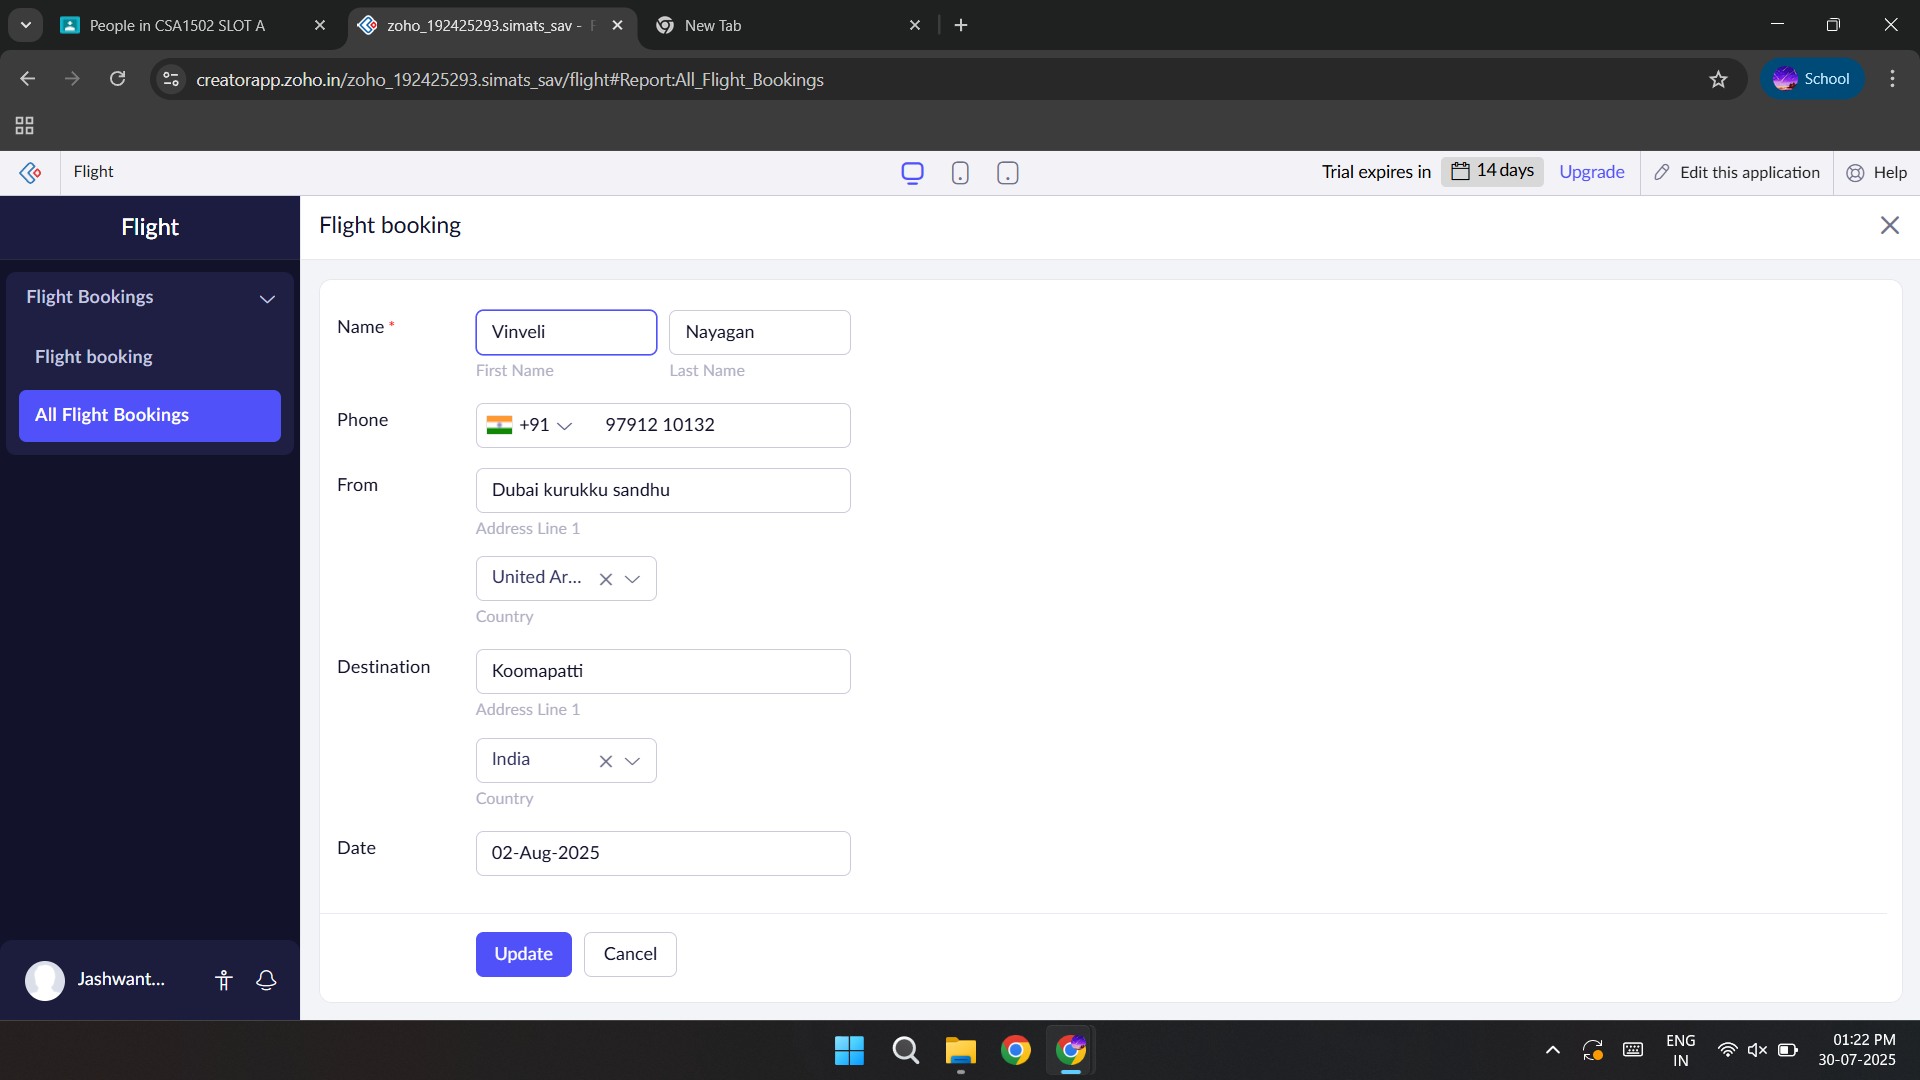 People in CSA1502 SLOT A
zoho_192425293.simats_sav -
New Tab
creatorapp.zoho.in/zoho_192425293.simats_sav/flight#Report:All_Flight_Bookings
School
Flight
Trial expires in
14 days
Upgrade
Edit this application
Help
Flight
Flight booking
Flight Bookings
Flight booking
All Flight Bookings
Name *
Vinveli
Nayagan
First Name
Last Name
Phone
+91
97912 10132
From
Dubai kurukku sandhu
Address Line 1
United Ar...
Country
Destination
Koomapatti
Address Line 1
India
Country
Date
02-Aug-2025
Update
Cancel
Jashwant...
ENG
IN
01:22 PM
30-07-2025